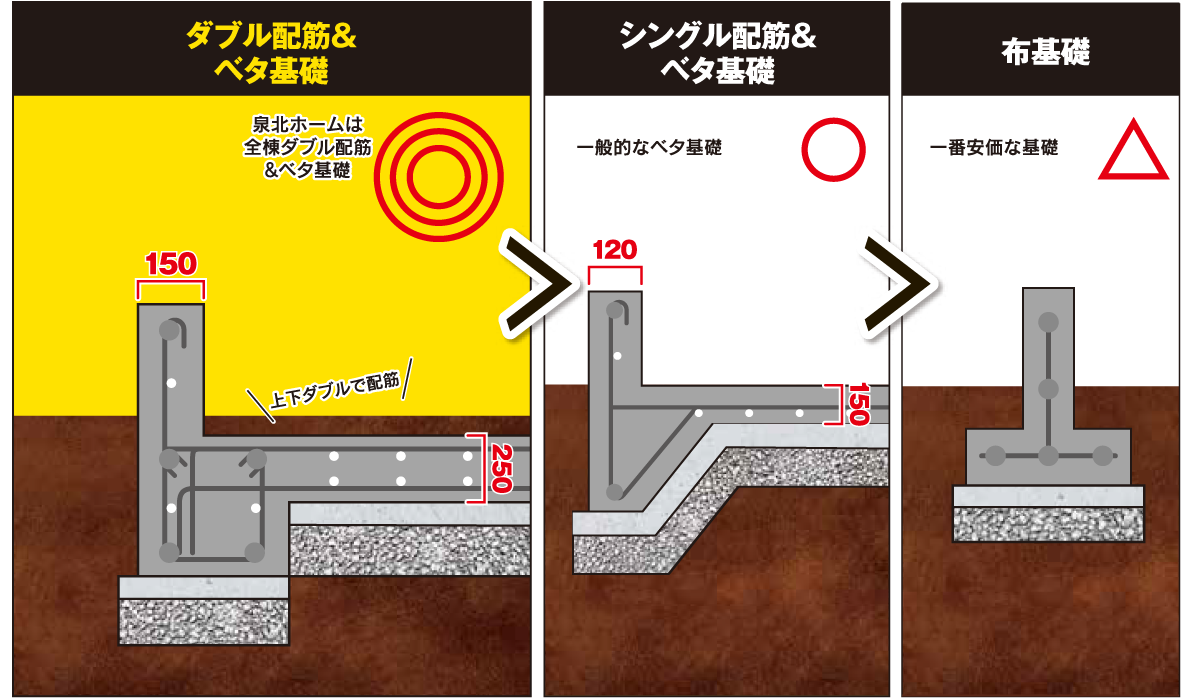 ダブル配筋&
ベタ基礎
泉北ホームは
全棟ダブル配筋
&ベタ基礎
150
上下ダブルで配筋
250
シングル配筋&
ベタ基礎
一般的なベタ基礎
120
150
布基礎
一番安価な基礎